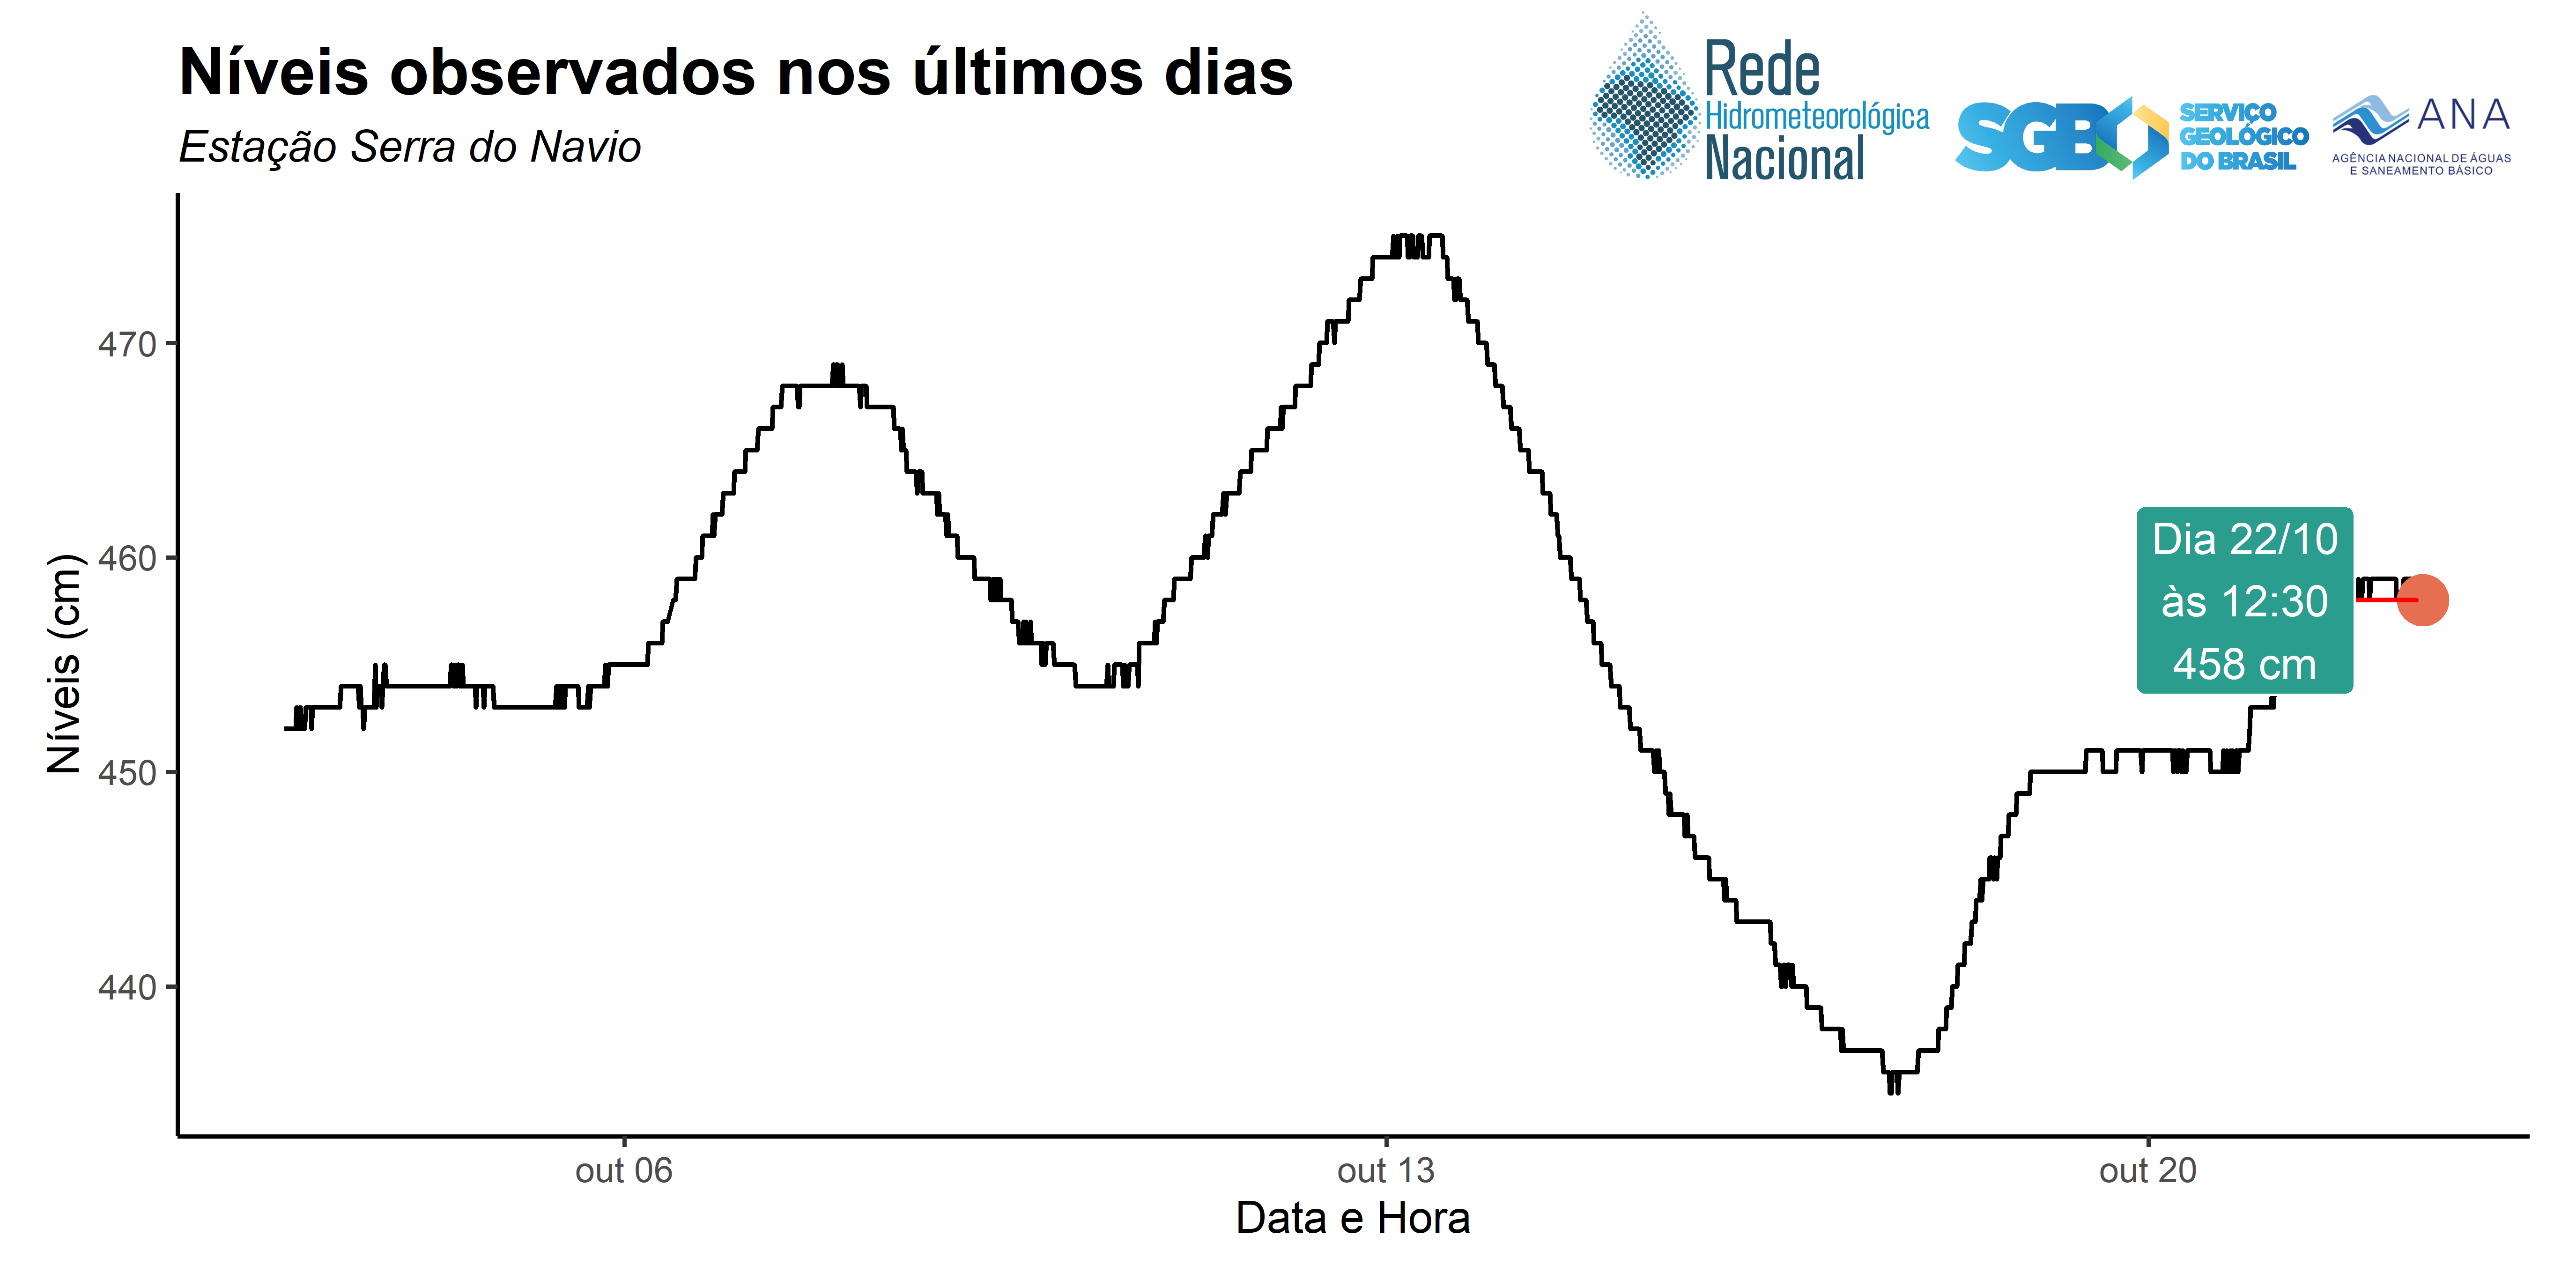 Níveis observados nos últimos dias
Estação Serra do Navio
Rede
Hidrometeorológica
Nacional
SGB
SERVIÇO
GEOLÓGICO
DO BRASIL
ANA
AGÊNCIA NACIONAL DE ÁGUAS
E SANEAMENTO BÁSICO
Níveis (cm)
470
460
450
440
Dia 22/10
às 12:30
458 cm
out 06
out 13
out 20
Data e Hora